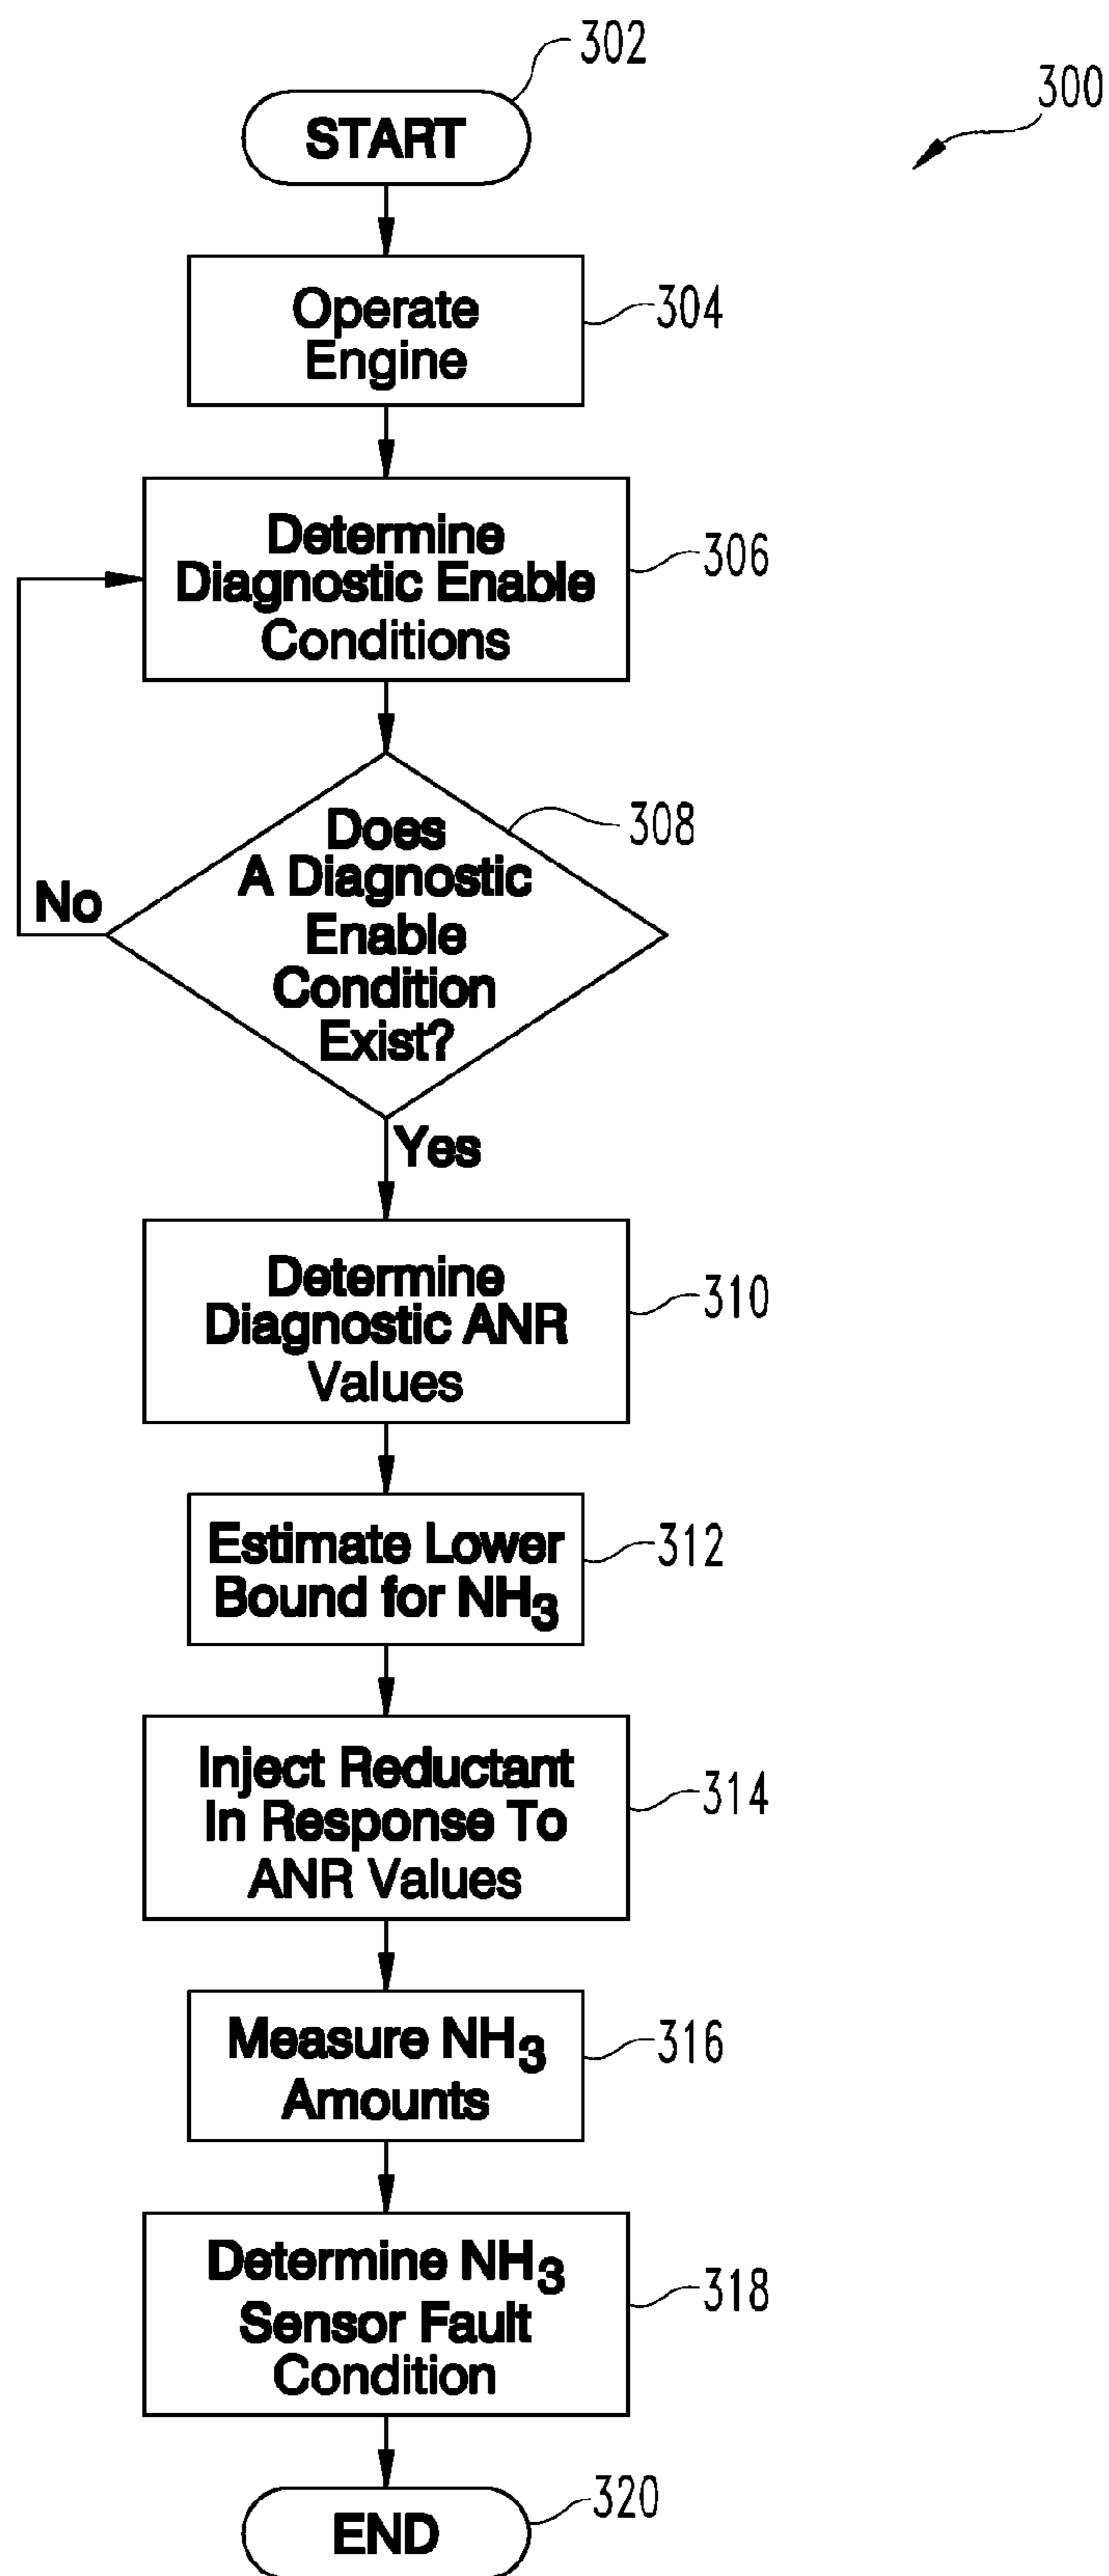 302
300
START
Operate
Engine
304
Determine
Diagnostic Enable
Conditions
306
Does
A Diagnostic
Enable
Condition
Exist?
308
No
Yes
Determine
Diagnostic ANR
Values
310
Estimate Lower
Bound for NH3
312
Inject Reductant
In Response To
ANR Values
314
Measure NH3
Amounts
316
Determine NH3
Sensor Fault
Condition
318
END
320